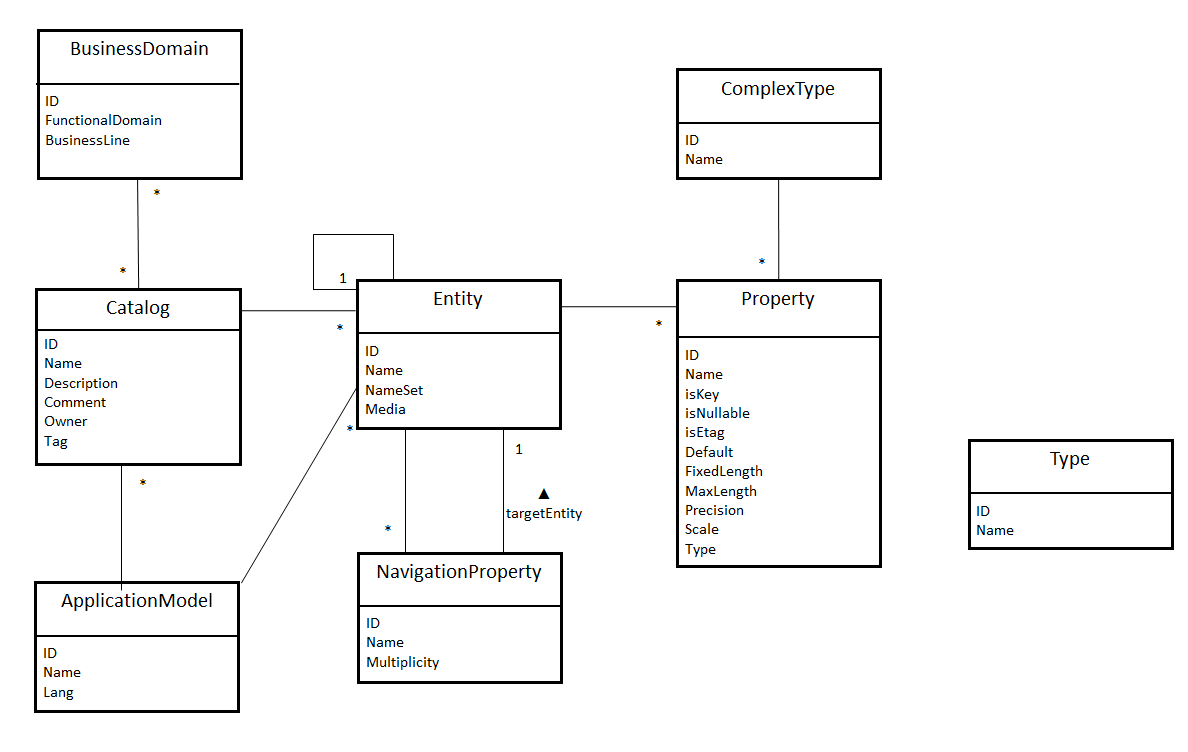 BusinessDomain
ID
FunctionalDomain
BusinessLine
*
*
ComplexType
ID
Name
*
1
Catalog
ID
Name
Description
Comment
Owner
Tag
*
*
Entity
ID
Name
NameSet
Media
*
*
Property
ID
Name
isKey
isNullable
isEtag
Default
FixedLength
MaxLength
Precision
Scale
Type
1
▲
targetEntity
*
Type
ID
Name
ApplicationModel
ID
Name
Lang
NavigationProperty
ID
Name
Multiplicity